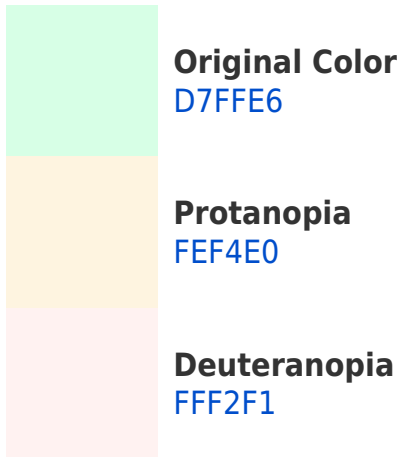 Original Color
D7FFE6
Protanopia
FEF4E0
Deuteranopia
FFF2F1